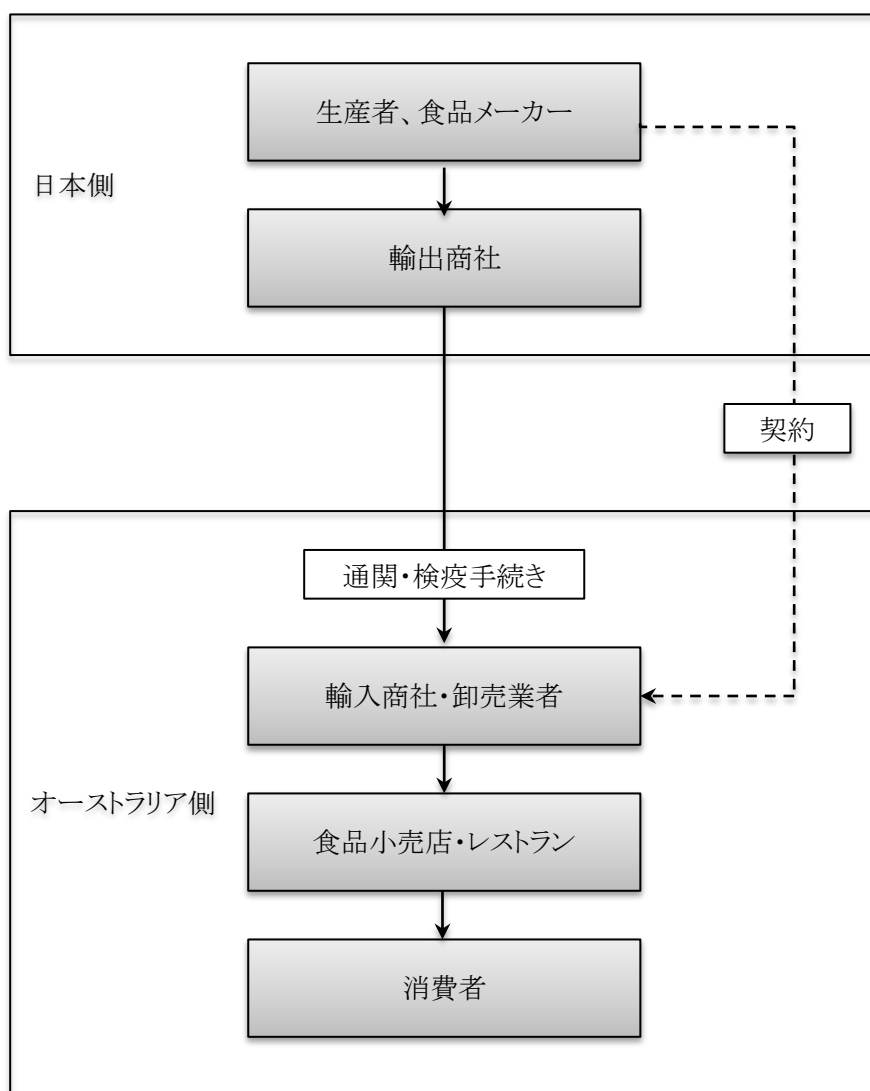 生産者、食品メーカー
日本側
輸出商社
契約
通関・検疫手続き
輸入商社・卸売業者
オーストラリア側
食品小売店・レストラン
消費者